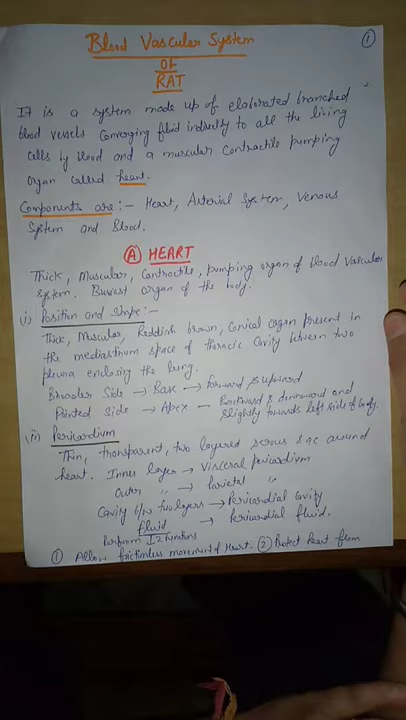 Blood Vascular System
①
OF
RAT
It is a system made up of elaborated branched
blood vessels Converging fluid indirectly to all the living
cells by blood and a muscular contractile pumping
organ called heart.
Components are:- Heart, Arterial System, Venous
System and Blood.
Ⓐ HEART
Thick, Muscular, Contractile, pumping organ of blood vascular
system. Busiest organ of the body.
(i) Position and shape:-
Thick, Muscular, Reddish brown, Conical organ present in
the mediastinum space of thoracic cavity between two
pleura enclosing the lung.
Broader Side → Base → Forward & upward
Pointed Side → Apex — Backward & downward and
slightly towards left side of body.
(ii) Pericardium
Thin, transparent, two layered serous sac around
heart. Inner layer → Visceral pericardium
Outer " → Parietal "
Cavity b/w two layers → Pericardial Cavity
fluid → Pericardial fluid.
Perform 2 Functions
① Allow frictionless movement of Heart. ② Protect heart from